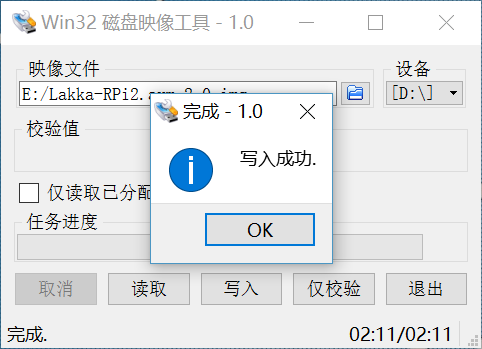 Win32 磁盘映像工具 - 1.0
映像文件
设备
E:/Lakka-RPi2.
[D:\]
完成 - 1.0
校验值
写入成功.
仅读取已分配
OK
任务进度
取消
读取
写入
仅校验
退出
完成.
02:11/02:11